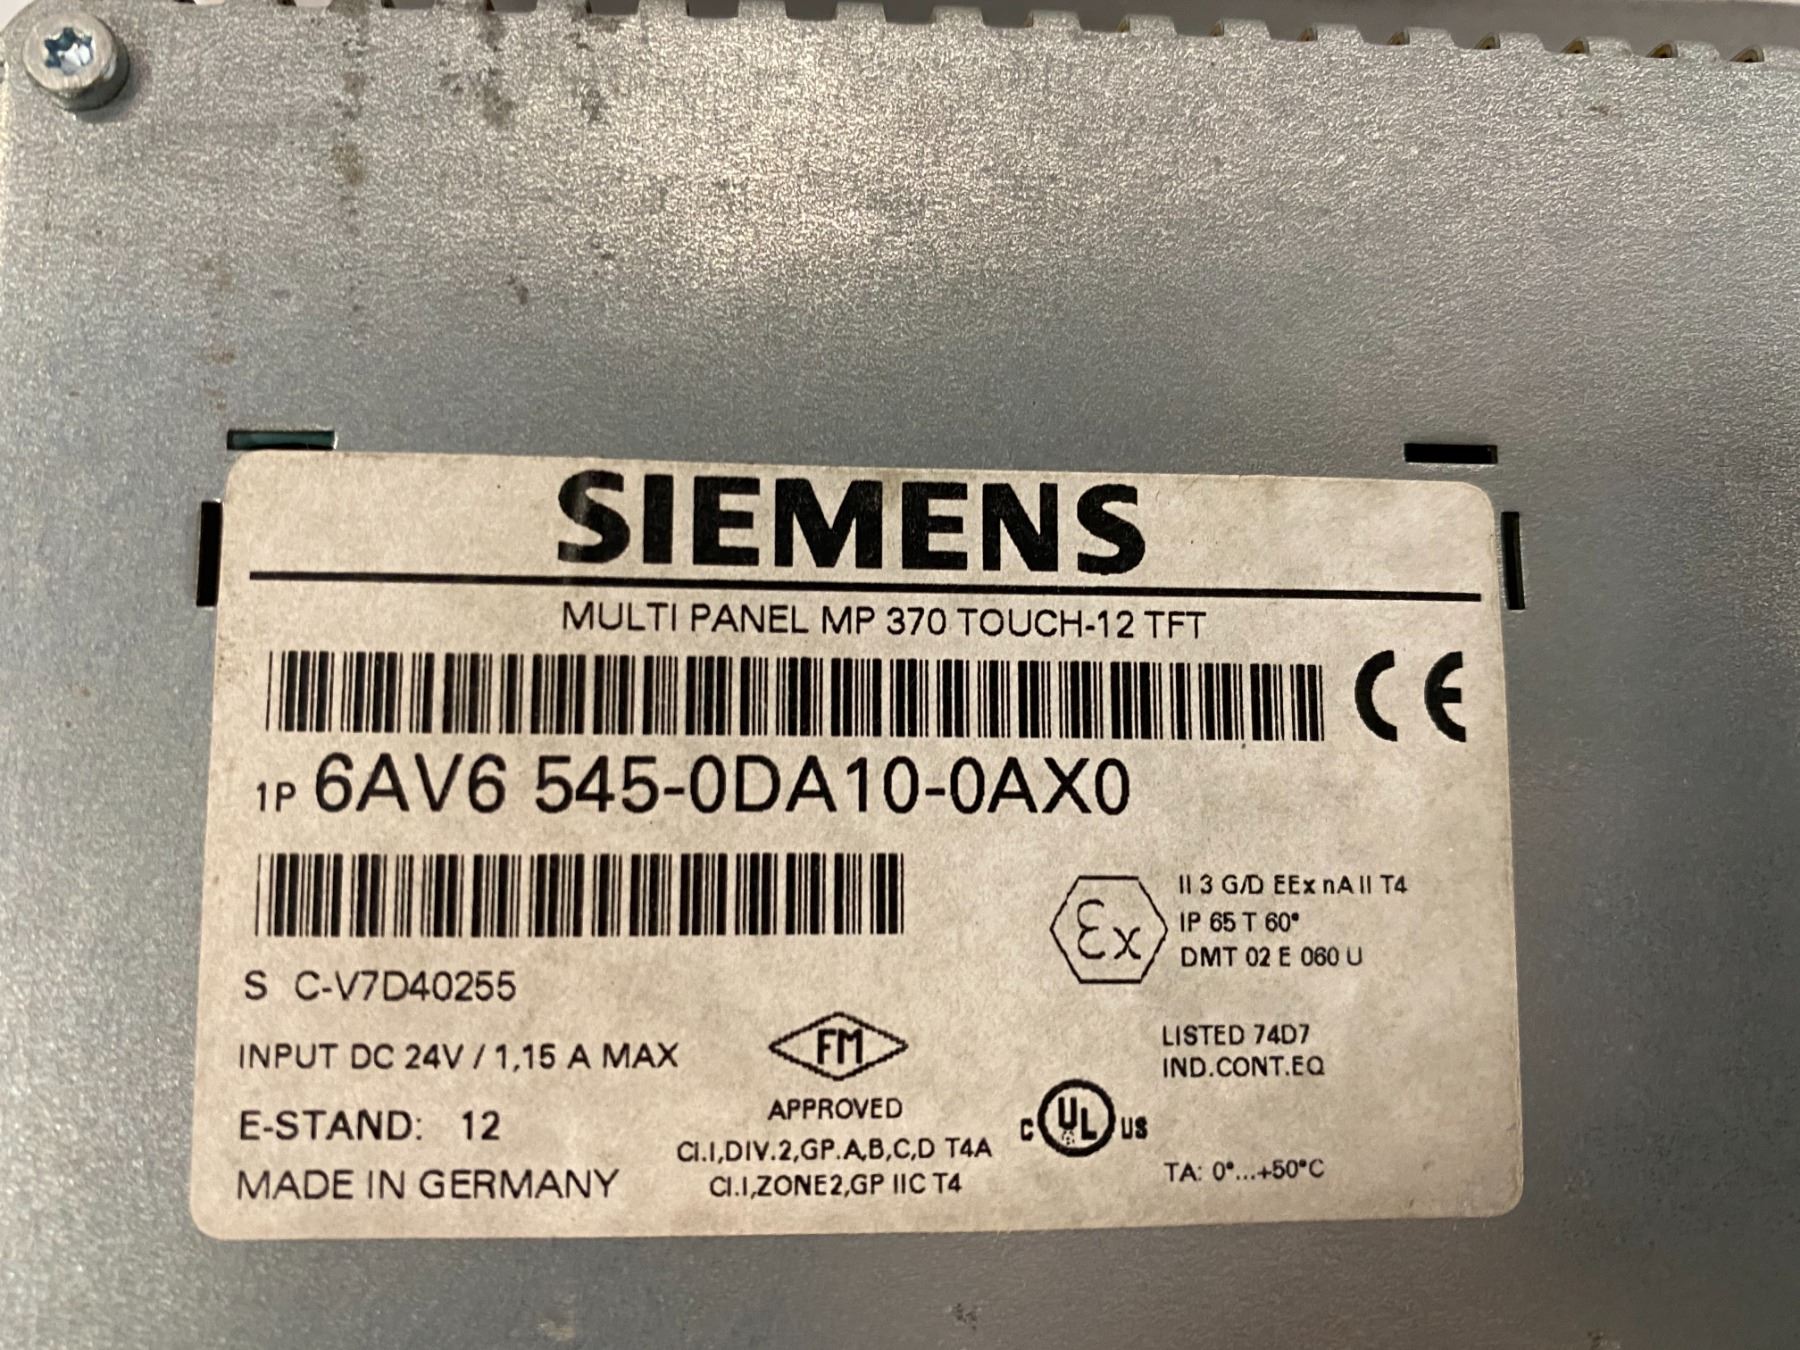 SIEMENS
MULTI PANEL MP 370 TOUCH-12 TFT
CE
1P 6AV6 545-0DA10-0AX0
Ex
II 3 G/D EEx nA II T4
IP 65 T 60°
DMT 02 E 060 U
S C-V7D40255
INPUT DC 24V / 1,15 A MAX
FM
APPROVED
LISTED 74D7
IND.CONT.EQ
E-STAND: 12
Cl.I,DIV.2,GP.A,B,C,D T4A
Cl.I,ZONE2,GP IIC T4
C UL US
MADE IN GERMANY
TA: 0°...+50°C